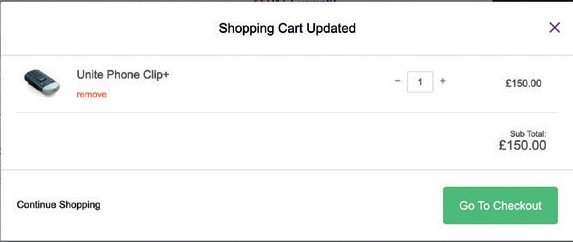 Shopping Cart Updated
Unite Phone Clip+
remove
− 1 +
£150.00
Sub Total:
£150.00
Continue Shopping
Go To Checkout